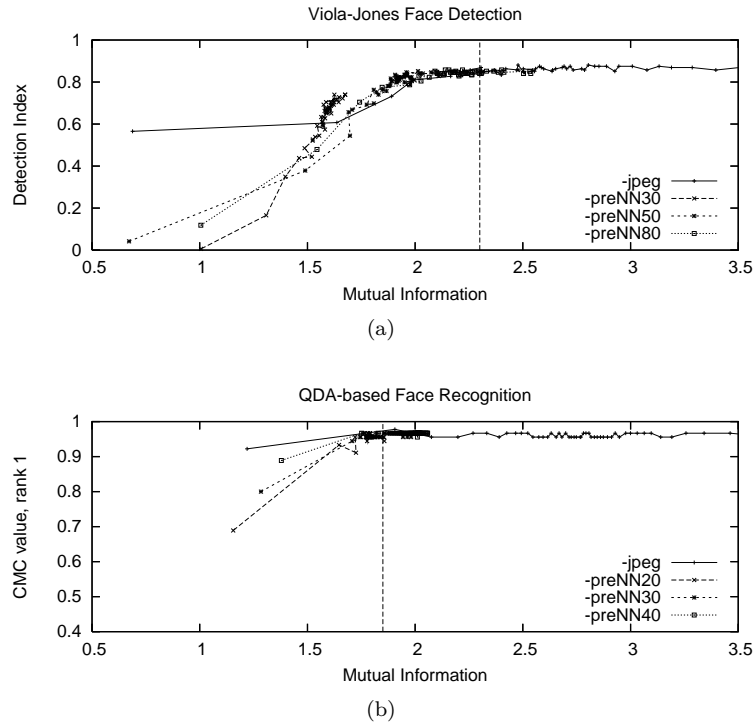 Viola-Jones Face Detection
1
0.8
0.6
0.4
0.2
0
Detection Index
-jpeg
-preNN30
-preNN50
-preNN80
0.5 1 1.5 2 2.5 3 3.5
Mutual Information
(a)
QDA-based Face Recognition
1
0.9
0.8
0.7
0.6
0.5
0.4
CMC value, rank 1
-jpeg
-preNN20
-preNN30
-preNN40
0.5 1 1.5 2 2.5 3 3.5
Mutual Information
(b)